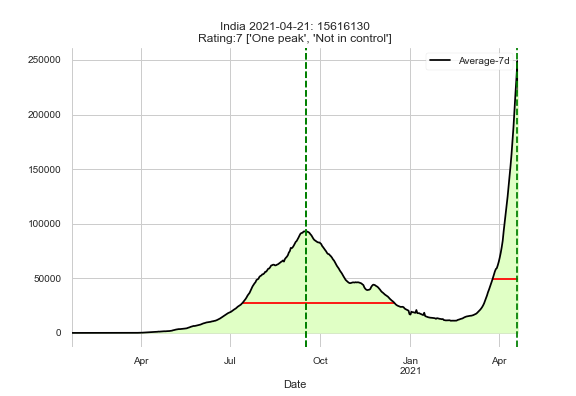 India 2021-04-21: 15616130
Rating:7 ['One peak', 'Not in control']
Average-7d
250000
200000
150000
100000
50000
0
Apr
Jul
Oct
Jan
2021
Apr
Date